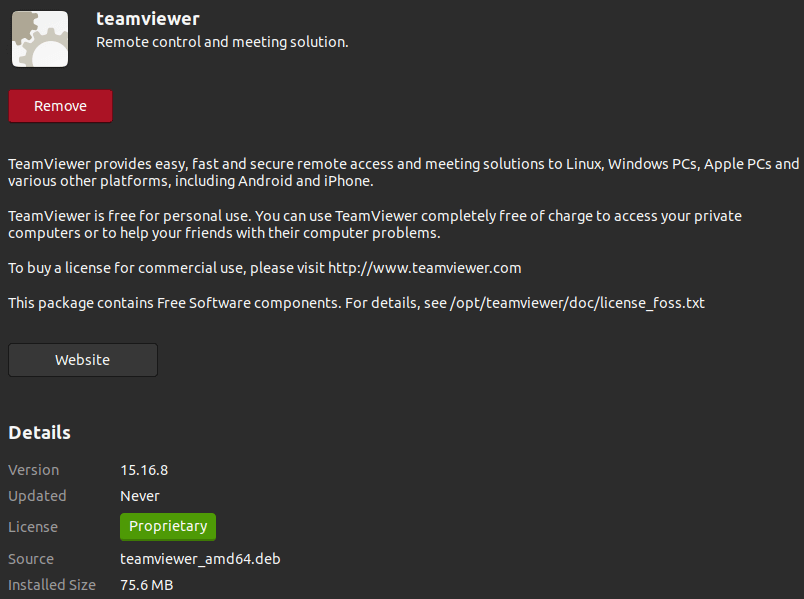 teamviewer
Remote control and meeting solution.
Remove
TeamViewer provides easy, fast and secure remote access and meeting solutions to Linux, Windows PCs, Apple PCs and
various other platforms, including Android and iPhone.
TeamViewer is free for personal use. You can use TeamViewer completely free of charge to access your private
computers or to help your friends with their computer problems.
To buy a license for commercial use, please visit http://www.teamviewer.com
This package contains Free Software components. For details, see /opt/teamviewer/doc/license_foss.txt
Website
Details
Version 15.16.8
Updated Never
License Proprietary
Source teamviewer_amd64.deb
Installed Size 75.6 MB